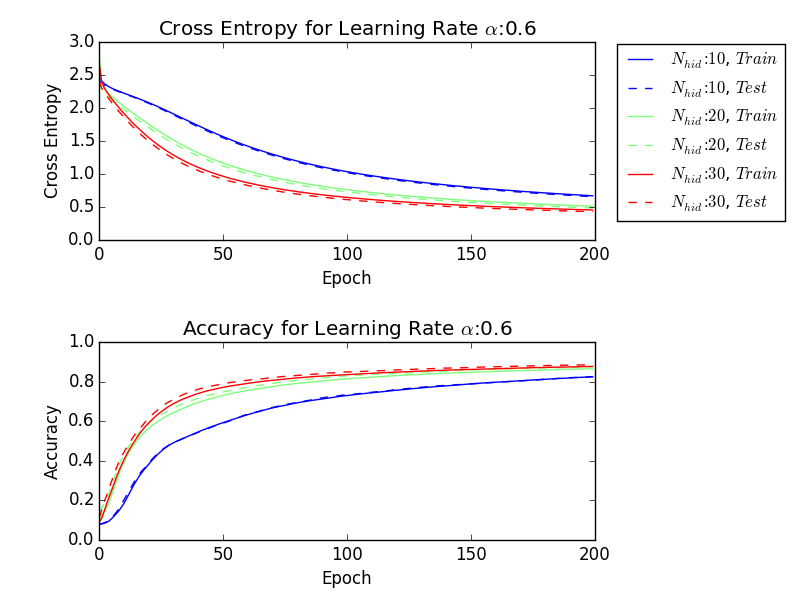 Cross Entropy for Learning Rate α:0.6
3.0
2.5
2.0
1.5
1.0
0.5
0.0
Cross Entropy
0 50 100 150 200
Epoch
N_hid:10, Train
N_hid:10, Test
N_hid:20, Train
N_hid:20, Test
N_hid:30, Train
N_hid:30, Test
Accuracy for Learning Rate α:0.6
1.0
0.8
0.6
0.4
0.2
0.0
Accuracy
0 50 100 150 200
Epoch